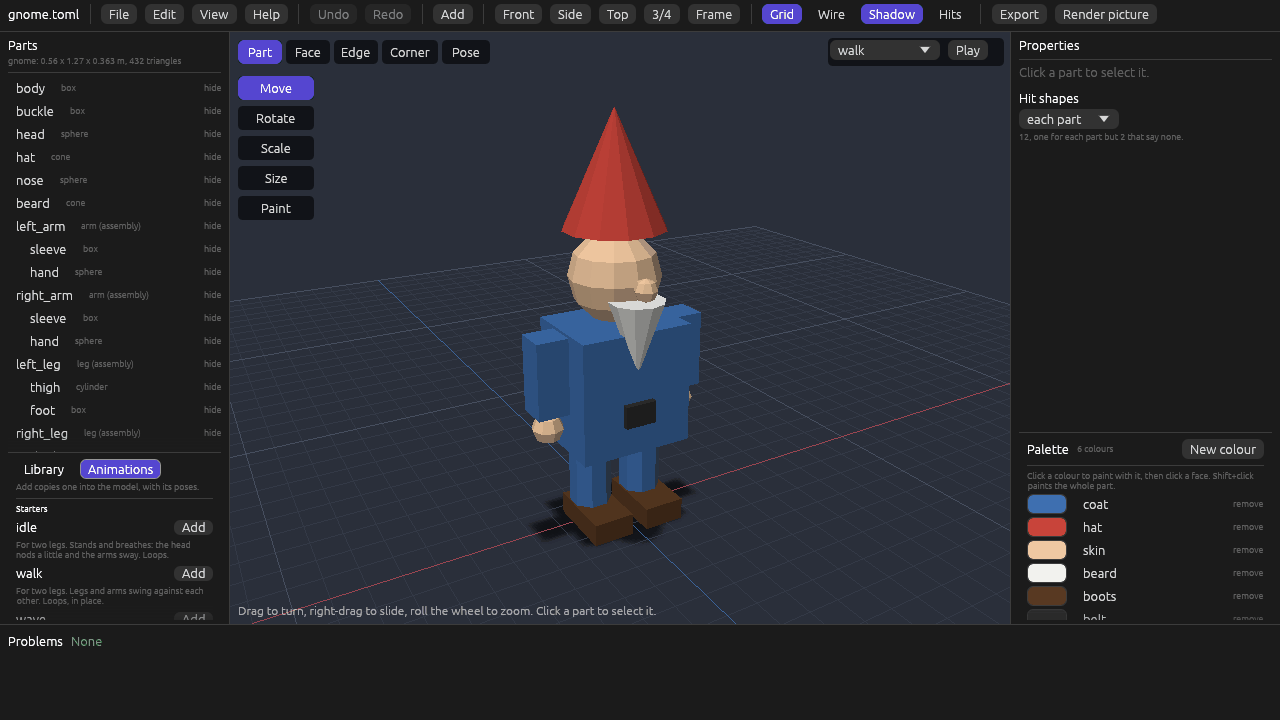 gnome.toml File Edit View Help Undo Redo Add Front Side Top 3/4 Frame Grid Wire Shadow Hits Export Render picture
Parts
gnome: 0.56 x 1.27 x 0.363 m, 432 triangles
body box hide
buckle box hide
head sphere hide
hat cone hide
nose sphere hide
beard cone hide
left_arm arm (assembly) hide
sleeve box hide
hand sphere hide
right_arm arm (assembly) hide
sleeve box hide
hand sphere hide
left_leg leg (assembly) hide
thigh cylinder hide
foot box hide
right_leg leg (assembly) hide
Library Animations
Add copies one into the model, with its poses.
Starters
idle Add
For two legs. Stands and breathes: the head
nods a little and the arms sway. Loops.
walk Add
For two legs. Legs and arms swing against each
other. Loops, in place.
wave Add
Part Face Edge Corner Pose
Move
Rotate
Scale
Size
Paint
walk Play
Drag to turn, right-drag to slide, roll the wheel to zoom. Click a part to select it.
Properties
Click a part to select it.
Hit shapes
each part
12, one for each part but 2 that say none.
Palette 6 colours New colour
Click a colour to paint with it, then click a face. Shift+click
paints the whole part.
coat remove
hat remove
skin remove
beard remove
boots remove
belt remove
Problems None